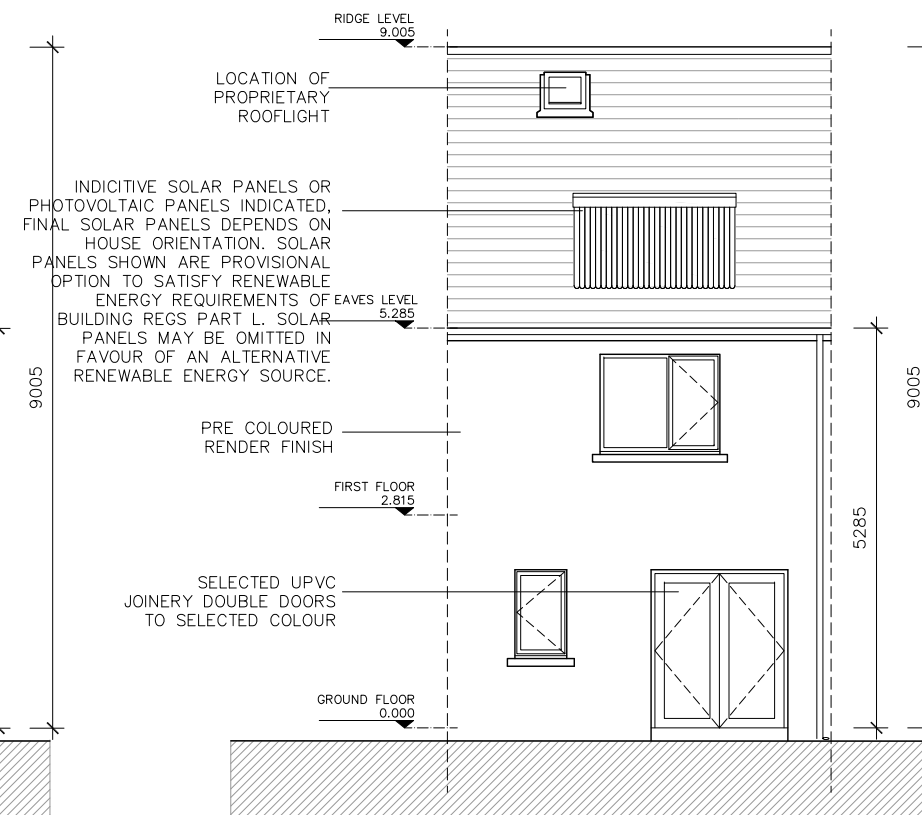 RIDGE LEVEL
9.005
LOCATION OF
PROPRIETARY
ROOFLIGHT
INDICITIVE SOLAR PANELS OR
PHOTOVOLTAIC PANELS INDICATED,
FINAL SOLAR PANELS DEPENDS ON
HOUSE ORIENTATION. SOLAR
PANELS SHOWN ARE PROVISIONAL
OPTION TO SATISFY RENEWABLE
ENERGY REQUIREMENTS OF
BUILDING REGS PART L. SOLAR
PANELS MAY BE OMITTED IN
FAVOUR OF AN ALTERNATIVE
RENEWABLE ENERGY SOURCE.
EAVES LEVEL
5.285
9005
9005
PRE COLOURED
RENDER FINISH
FIRST FLOOR
2.815
5285
SELECTED UPVC
JOINERY DOUBLE DOORS
TO SELECTED COLOUR
GROUND FLOOR
0.000